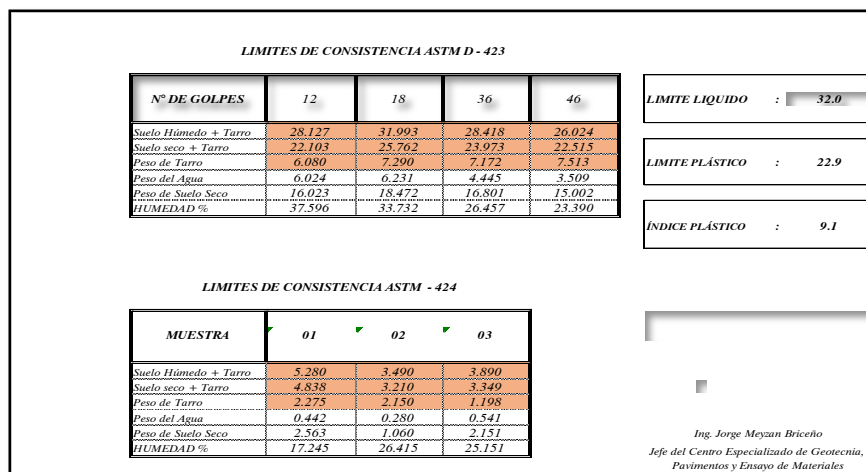 LIMITES DE CONSISTENCIA ASTM D - 423
Nº DE GOLPES 12 18 36 46
Suelo Húmedo + Tarro 28.127 31.993 28.418 26.024
Suelo seco + Tarro 22.103 25.762 23.973 22.515
Peso de Tarro 6.080 7.290 7.172 7.513
Peso del Agua 6.024 6.231 4.445 3.509
Peso de Suelo Seco 16.023 18.472 16.801 15.002
HUMEDAD % 37.596 33.732 26.457 23.390
LIMITE LIQUIDO : 32.0
LIMITE PLÁSTICO : 22.9
ÍNDICE PLÁSTICO : 9.1
LIMITES DE CONSISTENCIA ASTM - 424
MUESTRA 01 02 03
Suelo Húmedo + Tarro 5.280 3.490 3.890
Suelo seco + Tarro 4.838 3.210 3.349
Peso de Tarro 2.275 2.150 1.198
Peso del Agua 0.442 0.280 0.541
Peso de Suelo Seco 2.563 1.060 2.151
HUMEDAD % 17.245 26.415 25.151
Ing. Jorge Meyzan Briceño
Jefe del Centro Especializado de Geotecnia,
Pavimentos y Ensayo de Materiales